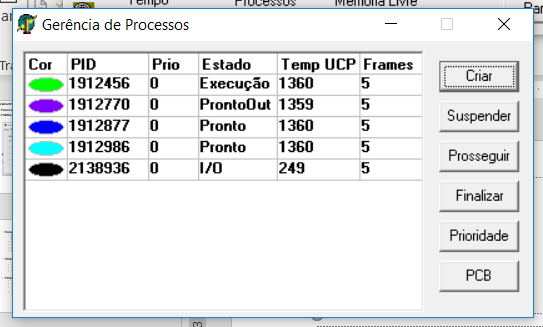 Tempo Processos Memória Livre
Gerência de Processos
Cor PID Prio Estado Temp UCP Frames
1912456 0 Execução 1360 5
1912770 0 ProntoOut 1359 5
1912877 0 Pronto 1360 5
1912986 0 Pronto 1360 5
2138936 0 I/O 249 5
Criar
Suspender
Prosseguir
Finalizar
Prioridade
PCB
3